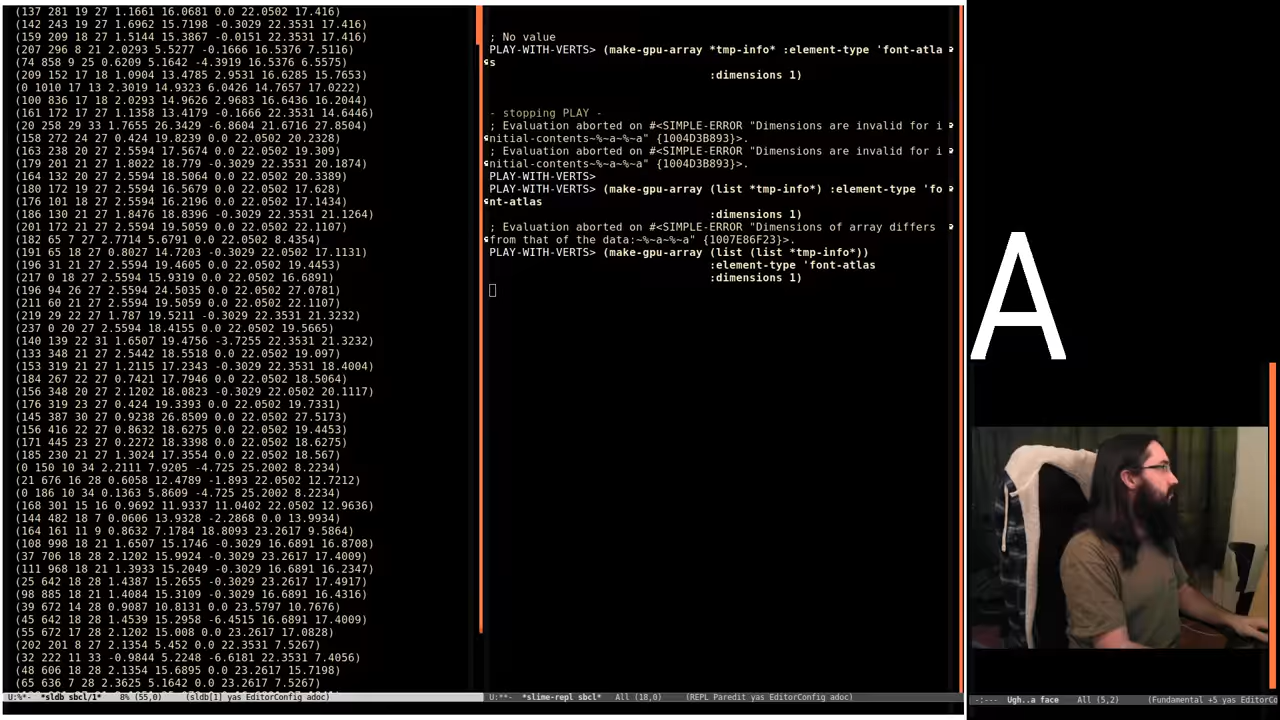 (137 281 19 27 1.1661 16.0681 0.0 22.0502 17.416)
(142 243 19 27 1.6962 15.7198 -0.3029 22.3531 17.416)
(159 209 18 27 1.5144 15.3867 -0.0151 22.3531 17.416)
(207 296 8 21 2.0293 5.5277 -0.1666 16.5376 7.5116)
(74 858 9 25 0.6209 5.1642 -4.3919 16.5376 6.5575)
(209 152 17 18 1.0904 13.4785 2.9531 16.6285 15.7653)
(0 1010 17 13 2.3019 14.9323 6.0426 14.7657 17.0222)
(100 836 17 18 2.0293 14.9626 2.9683 16.6436 16.2044)
(161 172 17 27 1.1358 13.4179 -0.1666 22.3531 14.6446)
(20 258 29 33 1.7655 26.3429 -6.8604 21.6716 27.8504)
(158 272 24 27 0.424 19.8239 0.0 22.0502 20.2328)
(163 238 20 27 2.5594 17.5674 0.0 22.0502 19.309)
(179 201 21 27 1.8022 18.779 -0.3029 22.3531 20.1874)
(164 132 20 27 2.5594 18.5064 0.0 22.0502 20.3389)
(180 172 19 27 2.5594 16.5679 0.0 22.0502 17.628)
(176 101 18 27 2.5594 16.2196 0.0 22.0502 17.1434)
(186 130 21 27 1.8476 18.8396 -0.3029 22.3531 21.1264)
(201 172 21 27 2.5594 19.5059 0.0 22.0502 22.1107)
(182 65 7 27 2.7714 5.6791 0.0 22.0502 8.4354)
(191 65 18 27 0.8027 14.7203 -0.3029 22.0502 17.1131)
(196 31 21 27 2.5594 19.4605 0.0 22.0502 19.4453)
(217 0 18 27 2.5594 15.9319 0.0 22.0502 16.6891)
(196 94 26 27 2.5594 24.5035 0.0 22.0502 27.0781)
(211 60 21 27 2.5594 19.5059 0.0 22.0502 22.1107)
(219 29 22 27 1.787 19.5211 -0.3029 22.3531 21.3232)
(237 0 20 27 2.5594 18.4155 0.0 22.0502 19.5665)
(140 139 22 31 1.6507 19.4756 -3.7255 22.3531 21.3232)
(133 348 21 27 2.5442 18.5518 0.0 22.0502 19.097)
(153 319 21 27 1.2115 17.2343 -0.3029 22.3531 18.4004)
(184 267 22 27 0.7421 17.7946 0.0 22.0502 18.5064)
(156 348 20 27 2.1202 18.0823 -0.3029 22.0502 20.1117)
(176 319 23 27 0.424 19.3393 0.0 22.0502 19.7331)
(145 387 30 27 0.9238 26.8509 0.0 22.0502 27.5173)
(156 416 22 27 0.8632 18.6275 0.0 22.0502 19.4453)
(171 445 23 27 0.2272 18.3398 0.0 22.0502 18.6275)
(185 230 21 27 1.3024 17.3554 0.0 22.0502 18.567)
(0 150 10 34 2.2111 7.9205 -4.725 25.2002 8.2234)
(21 676 16 28 0.6058 12.4789 -1.893 22.0502 12.7212)
(0 186 10 34 0.1363 5.8609 -4.725 25.2002 8.2234)
(168 301 15 16 0.9692 11.9337 11.0402 22.0502 12.9636)
(144 482 18 7 0.0606 13.9328 -2.2868 0.0 13.9934)
(164 161 11 9 0.8632 7.1784 18.8093 23.2617 9.5864)
(108 998 18 21 1.6507 15.1746 -0.3029 16.6891 16.8708)
(37 706 18 28 2.1202 15.9924 -0.3029 23.2617 17.4009)
(111 968 18 21 1.3933 15.2049 -0.3029 16.6891 16.2347)
(25 642 18 28 1.4387 15.2655 -0.3029 23.2617 17.4917)
(98 885 18 21 1.4084 15.3109 -0.3029 16.6891 16.4316)
(39 672 14 28 0.9087 10.8131 0.0 23.5797 10.7676)
(45 642 18 28 1.4539 15.2958 -6.4515 16.6891 17.4009)
(55 672 17 28 2.1202 15.008 0.0 23.2617 17.0828)
(202 201 8 27 2.1354 5.452 0.0 22.3531 7.5267)
(32 222 11 33 -0.9844 5.2248 -6.6181 22.3531 7.4056)
(48 606 18 28 2.1354 15.6895 0.0 23.2617 15.7198)
(65 636 7 28 2.3625 5.1642 0.0 23.2617 7.5267)
U:%*- *sldb sbcl/1* 8% (55,0) (sldb[1] yas EditorConfig adoc)
; No value
PLAY-WITH-VERTS> (make-gpu-array *tmp-info* :element-type 'font-atla
s
:dimensions 1)
- stopping PLAY -
; Evaluation aborted on #<SIMPLE-ERROR "Dimensions are invalid for i
nitial-contents~%~a~%~a" {1004D3B893}>.
; Evaluation aborted on #<SIMPLE-ERROR "Dimensions are invalid for i
nitial-contents~%~a~%~a" {1004D3B893}>.
PLAY-WITH-VERTS>
PLAY-WITH-VERTS> (make-gpu-array (list *tmp-info*) :element-type 'fo
nt-atlas
:dimensions 1)
; Evaluation aborted on #<SIMPLE-ERROR "Dimensions of array differs
from that of the data:~%~a~%~a" {1007E86F23}>.
PLAY-WITH-VERTS> (make-gpu-array (list (list *tmp-info*))
:element-type 'font-atlas
:dimensions 1)
U:**- *slime-repl sbcl* All (18,0) (REPL Paredit yas EditorConfig adoc)
A
-:--- Ugh..a face All (5,2) (Fundamental +5 yas EditorCo